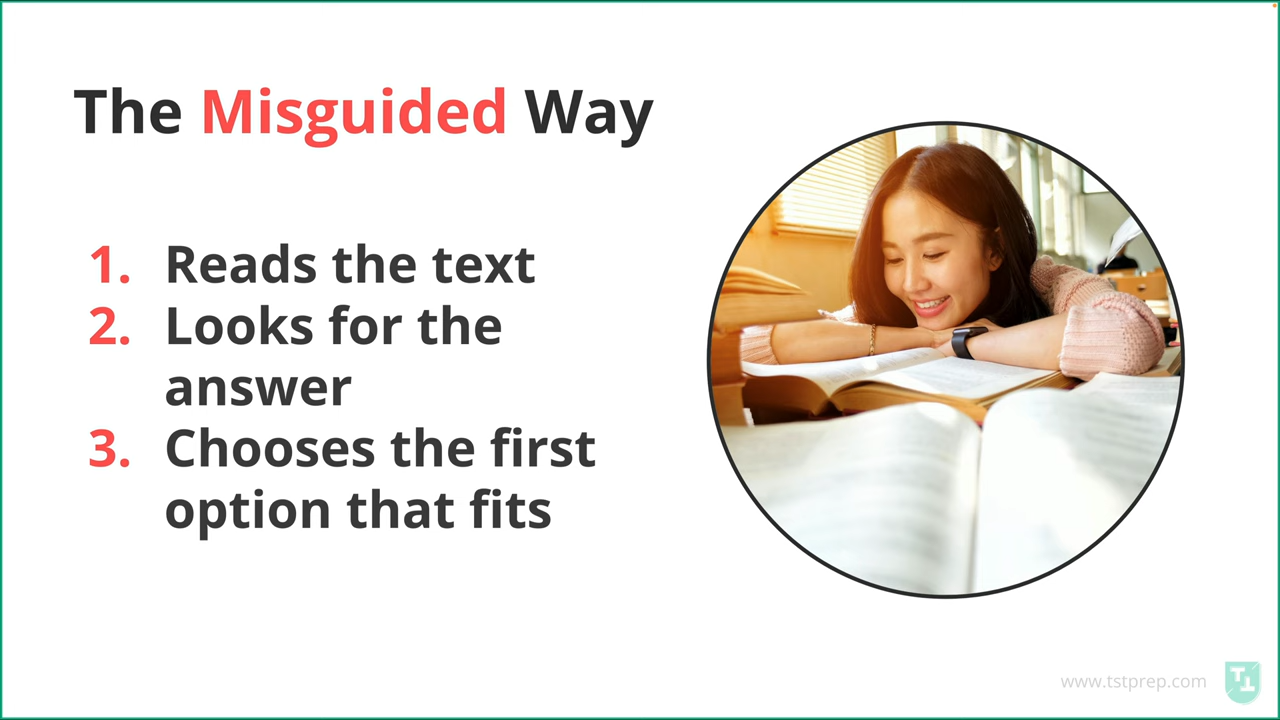 The Misguided Way
1. Reads the text
2. Looks for the
answer
3. Chooses the first
option that fits
www.tstprep.com